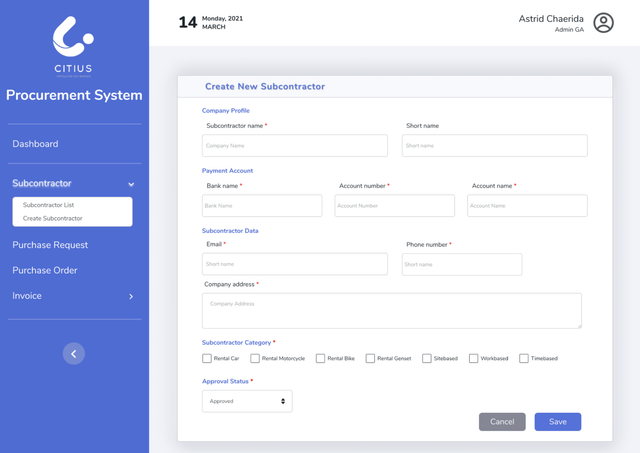 CITIUS
Procurement System
Dashboard
Subcontractor
Subcontractor List
Create Subcontractor
Purchase Request
Purchase Order
Invoice
14 Monday, 2021
MARCH
Astrid Chaerida
Admin GA
Create New Subcontractor
Company Profile
Subcontractor name * Short name
Company Name Short name
Payment Account
Bank name * Account number * Account name *
Bank Name Account Number Account Name
Subcontractor Data
Email * Phone number *
Short name Short name
Company address *
Company Address
Subcontractor Category *
Rental Car Rental Motorcycle Rental Bike Rental Genset Sitebased Workbased Timebased
Approval Status *
Approved
Cancel Save